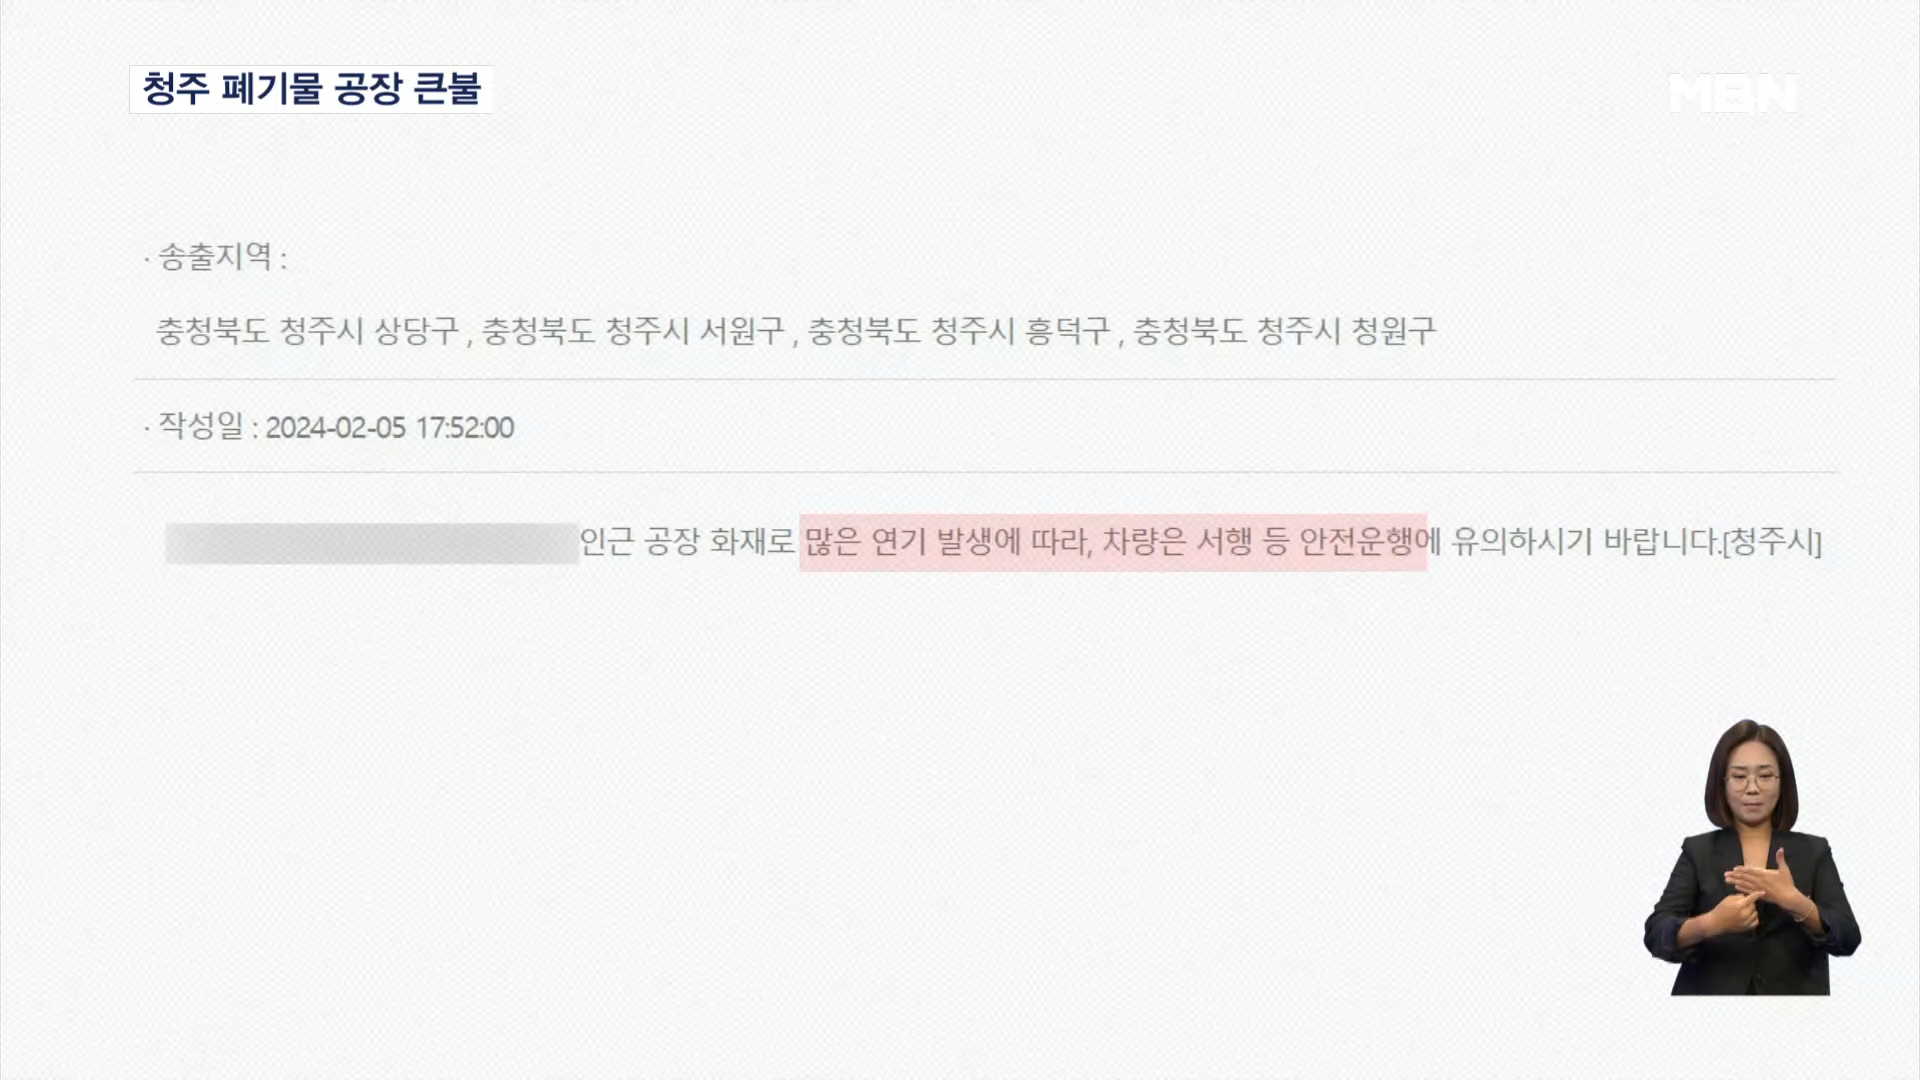 청주 폐기물 공장 큰불
MBN
· 송출지역 :
충청북도 청주시 상당구 , 충청북도 청주시 서원구 , 충청북도 청주시 흥덕구 , 충청북도 청주시 청원구
· 작성일 : 2024-02-05 17:52:00
인근 공장 화재로 많은 연기 발생에 따라, 차량은 서행 등 안전운행에 유의하시기 바랍니다.[청주시]